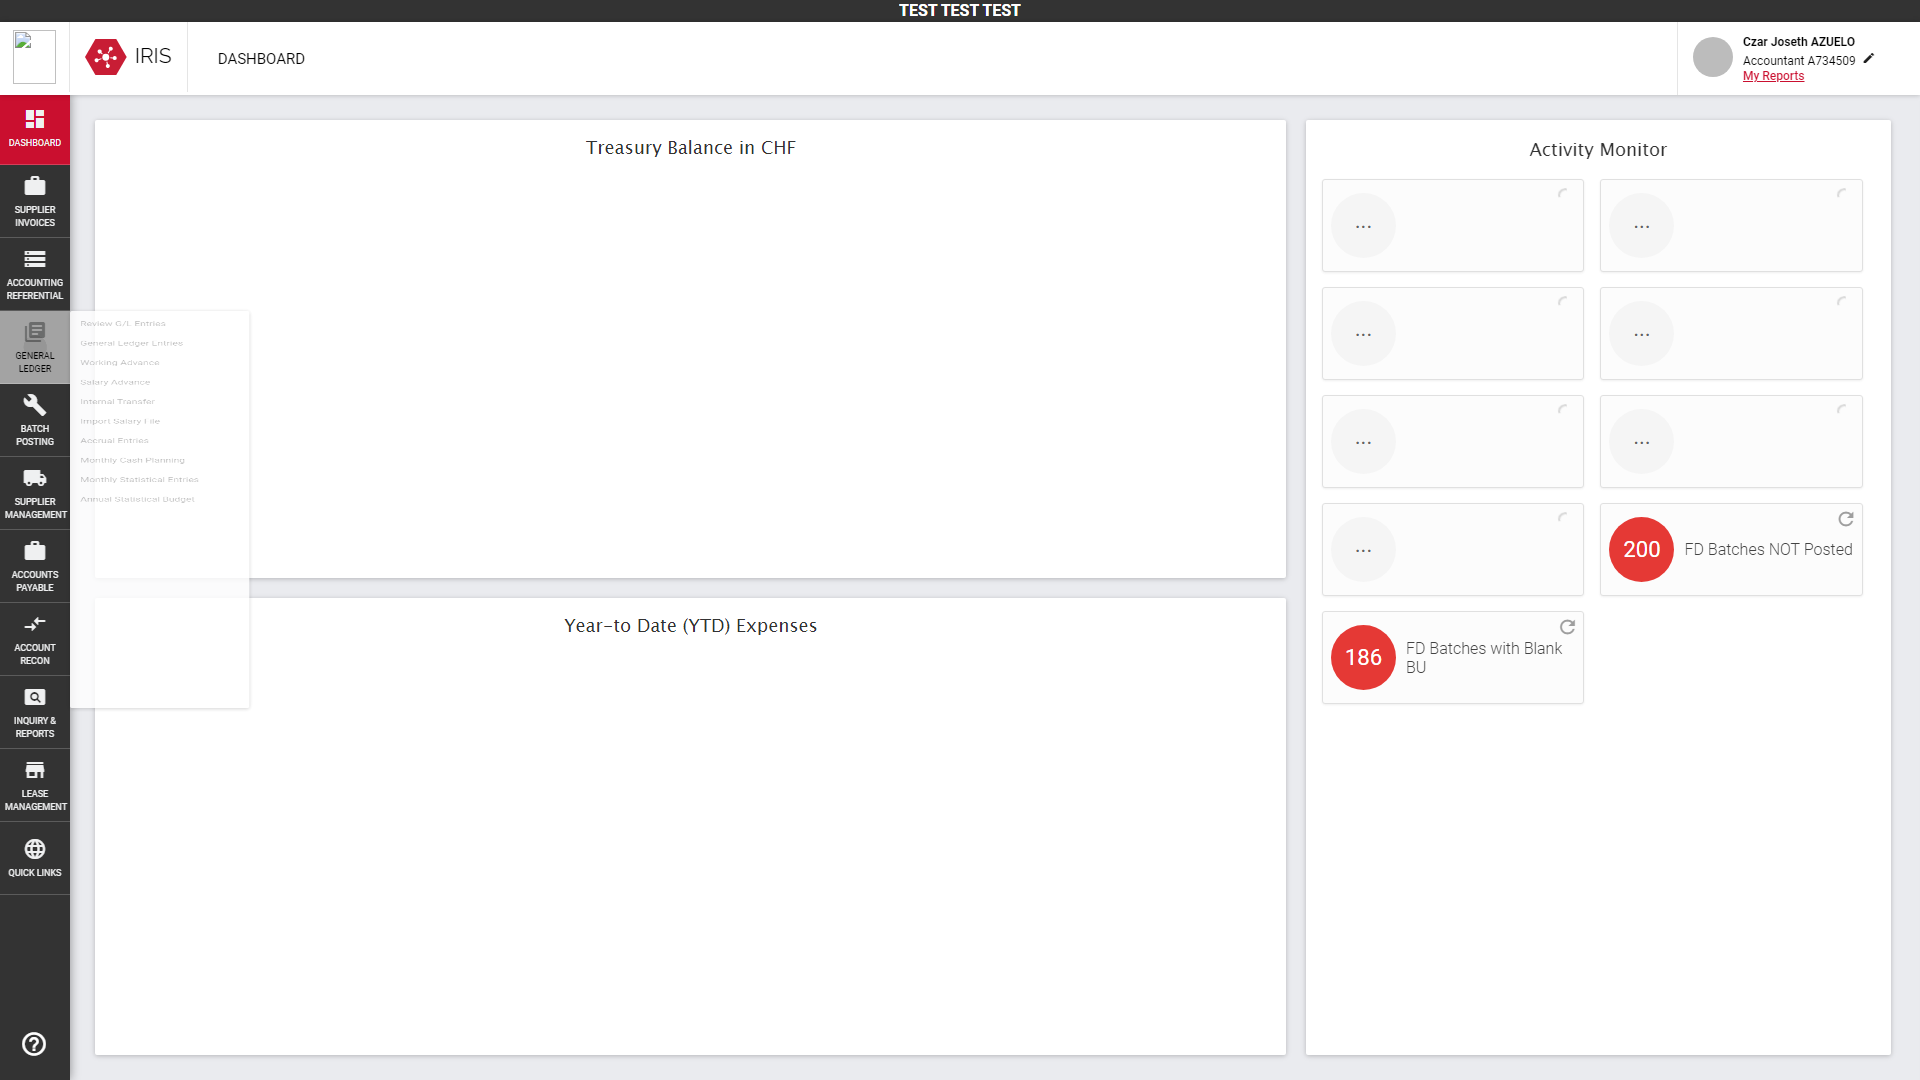 TEST TEST TEST
IRIS
DASHBOARD
Czar Joseth AZUELO
Accountant A734509
My Reports
DASHBOARD
SUPPLIER
INVOICES
ACCOUNTING
REFERENTIAL
GENERAL
LEDGER
BATCH
POSTING
SUPPLIER
MANAGEMENT
ACCOUNTS
PAYABLE
ACCOUNT
RECON
INQUIRY &
REPORTS
LEASE
MANAGEMENT
QUICK LINKS
Review G/L Entries
General Ledger Entries
Working Advance
Salary Advance
Internal Transfer
Import Salary File
Accrual Entries
Monthly Cash Planning
Monthly Statistical Entries
Annual Statistical Budget
Treasury Balance in CHF
Year-to Date (YTD) Expenses
Activity Monitor
...
...
...
...
...
...
...
200
FD Batches NOT Posted
186
FD Batches with Blank
BU